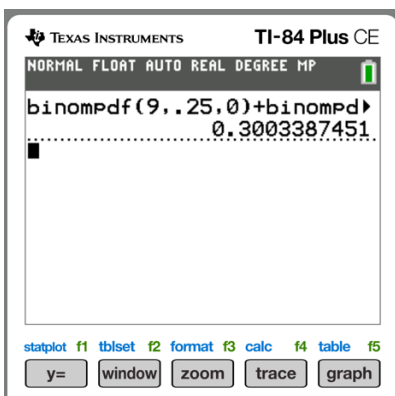 TEXAS INSTRUMENTS TI-84 Plus CE
NORMAL FLOAT AUTO REAL DEGREE MP
binompdf(9,.25,0)+binompd
0.3003387451
statplot f1 tblset f2 format f3 calc f4 table f5
y= window zoom trace graph